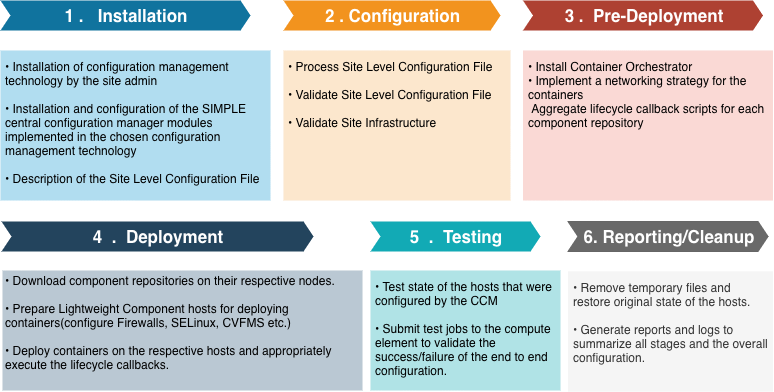 1 . Installation
2 . Configuration
3 . Pre-Deployment
• Installation of configuration management
technology by the site admin
• Installation and configuration of the SIMPLE
central configuration manager modules
implemented in the chosen configuration
management technology
• Description of the Site Level Configuration File
• Process Site Level Configuration File
• Validate Site Level Configuration File
• Validate Site Infrastructure
• Install Container Orchestrator
• Implement a networking strategy for the
containers
Aggregate lifecycle callback scripts for each
component repository
4 . Deployment
5 . Testing
6. Reporting/Cleanup
• Download component repositories on their respective nodes.
• Prepare Lightweight Component hosts for deploying
containers(configure Firewalls, SELinux, CVFMS etc.)
• Deploy containers on the respective hosts and appropriately
execute the lifecycle callbacks.
• Test state of the hosts that were
configured by the CCM
• Submit test jobs to the compute
element to validate the
success/failure of the end to end
configuration.
• Remove temporary files and
restore original state of the hosts.
• Generate reports and logs to
summarize all stages and the overall
configuration.